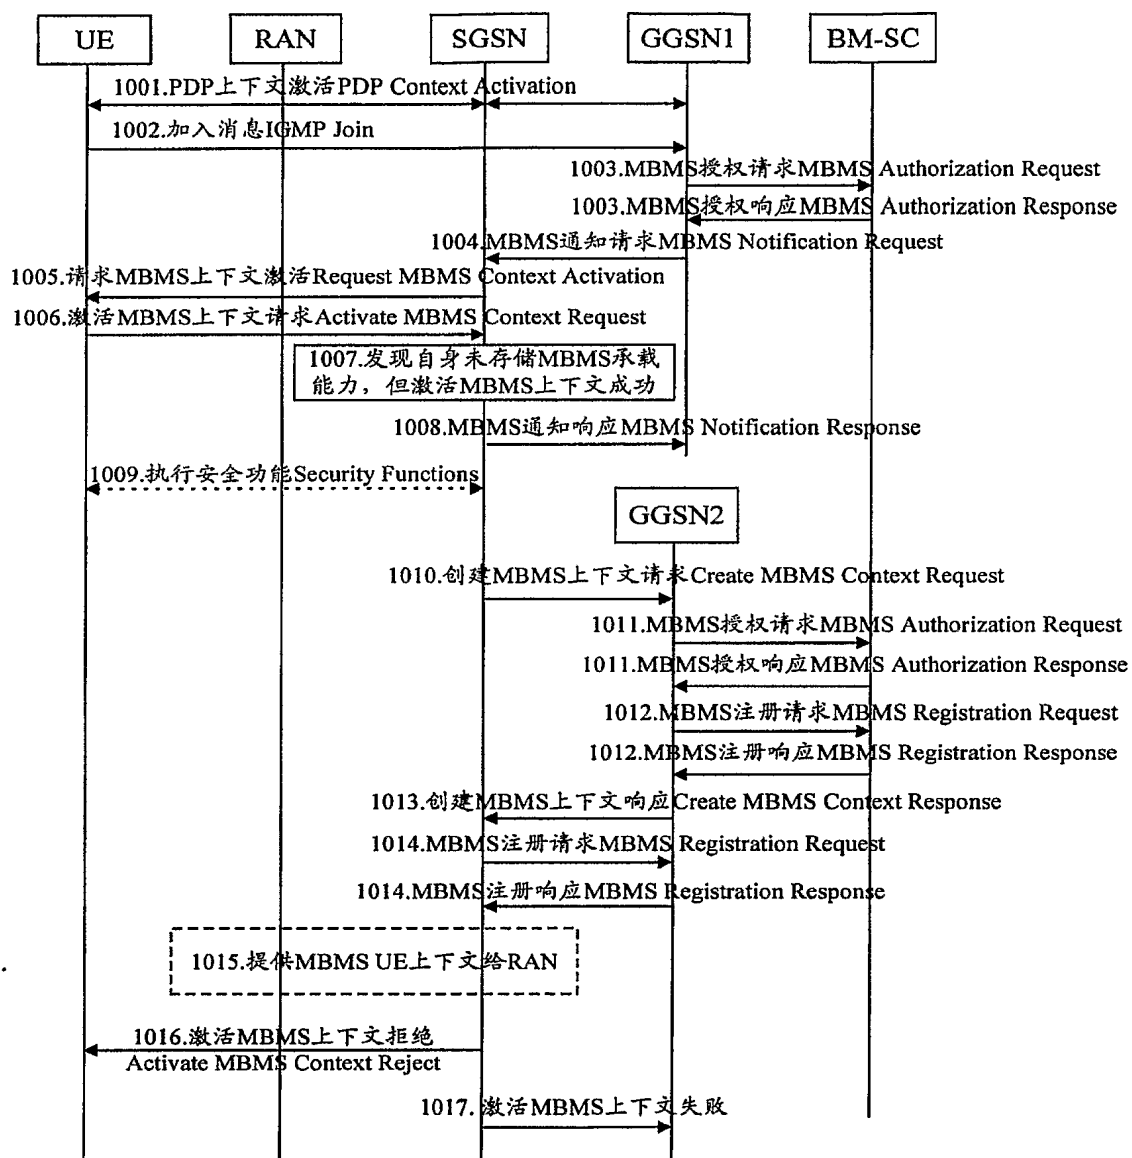 UE RAN SGSN GGSN1 BM-SC
1001.PDP上下文激活PDP Context Activation
1002.加入消息IGMP Join
1003.MBMS授权请求MBMS Authorization Request
1003.MBMS授权响应MBMS Authorization Response
1004.MBMS通知请求MBMS Notification Request
1005.请求MBMS上下文激活Request MBMS Context Activation
1006.激活MBMS上下文请求Activate MBMS Context Request
1007.发现自身未存储MBMS承载
能力，但激活MBMS上下文成功
1008.MBMS通知响应MBMS Notification Response
1009.执行安全功能Security Functions
GGSN2
1010.创建MBMS上下文请求Create MBMS Context Request
1011.MBMS授权请求MBMS Authorization Request
1011.MBMS授权响应MBMS Authorization Response
1012.MBMS注册请求MBMS Registration Request
1012.MBMS注册响应MBMS Registration Response
1013.创建MBMS上下文响应Create MBMS Context Response
1014.MBMS注册请求MBMS Registration Request
1014.MBMS注册响应MBMS Registration Response
1015.提供MBMS UE上下文给RAN
1016.激活MBMS上下文拒绝
Activate MBMS Context Reject
1017. 激活MBMS上下文失败